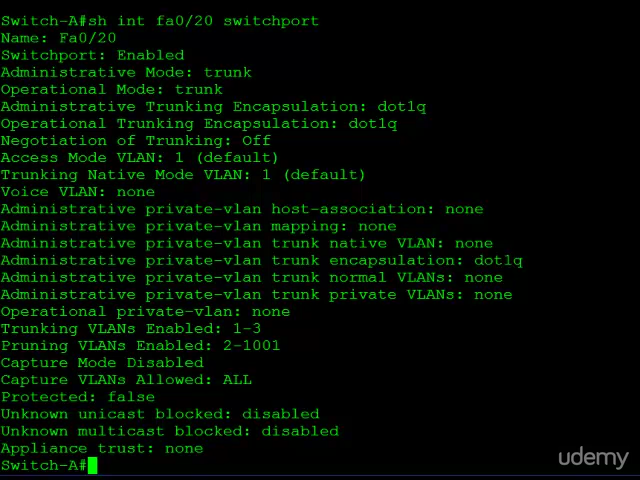 Switch-A#sh int fa0/20 switchport
Name: Fa0/20
Switchport: Enabled
Administrative Mode: trunk
Operational Mode: trunk
Administrative Trunking Encapsulation: dot1q
Operational Trunking Encapsulation: dot1q
Negotiation of Trunking: Off
Access Mode VLAN: 1 (default)
Trunking Native Mode VLAN: 1 (default)
Voice VLAN: none
Administrative private-vlan host-association: none
Administrative private-vlan mapping: none
Administrative private-vlan trunk native VLAN: none
Administrative private-vlan trunk encapsulation: dot1q
Administrative private-vlan trunk normal VLANs: none
Administrative private-vlan trunk private VLANs: none
Operational private-vlan: none
Trunking VLANs Enabled: 1-3
Pruning VLANs Enabled: 2-1001
Capture Mode Disabled
Capture VLANs Allowed: ALL
Protected: false
Unknown unicast blocked: disabled
Unknown multicast blocked: disabled
Appliance trust: none
Switch-A#
udemy